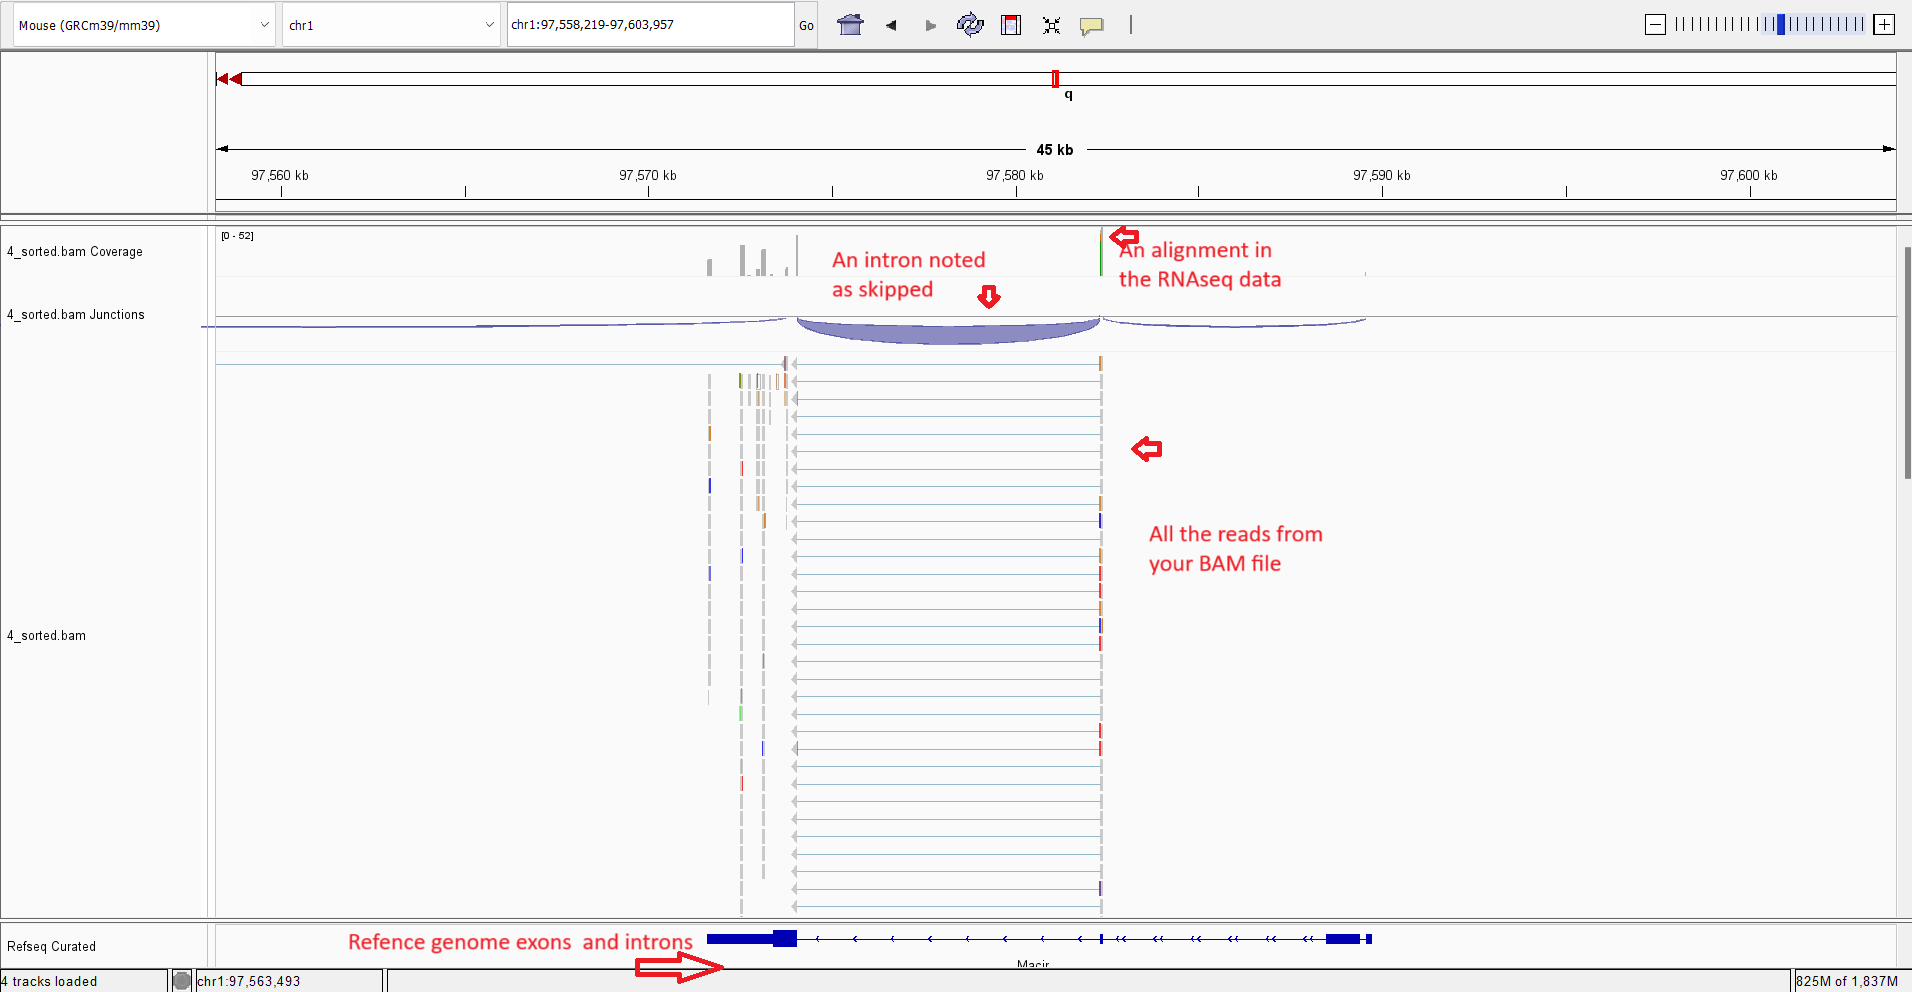 Mouse (GRCm39/mm39) chr1 chr1:97,558,219-97,603,957 Go
q
45 kb
97,560 kb 97,570 kb 97,580 kb 97,590 kb 97,600 kb
4_sorted.bam Coverage
[0 - 52]
An intron noted
as skipped
An alignment in
the RNAseq data
4_sorted.bam Junctions
All the reads from
your BAM file
4_sorted.bam
Refseq Curated
Refence genome exons and introns
Macir
4 tracks loaded chr1:97,563,493 825M of 1,837M